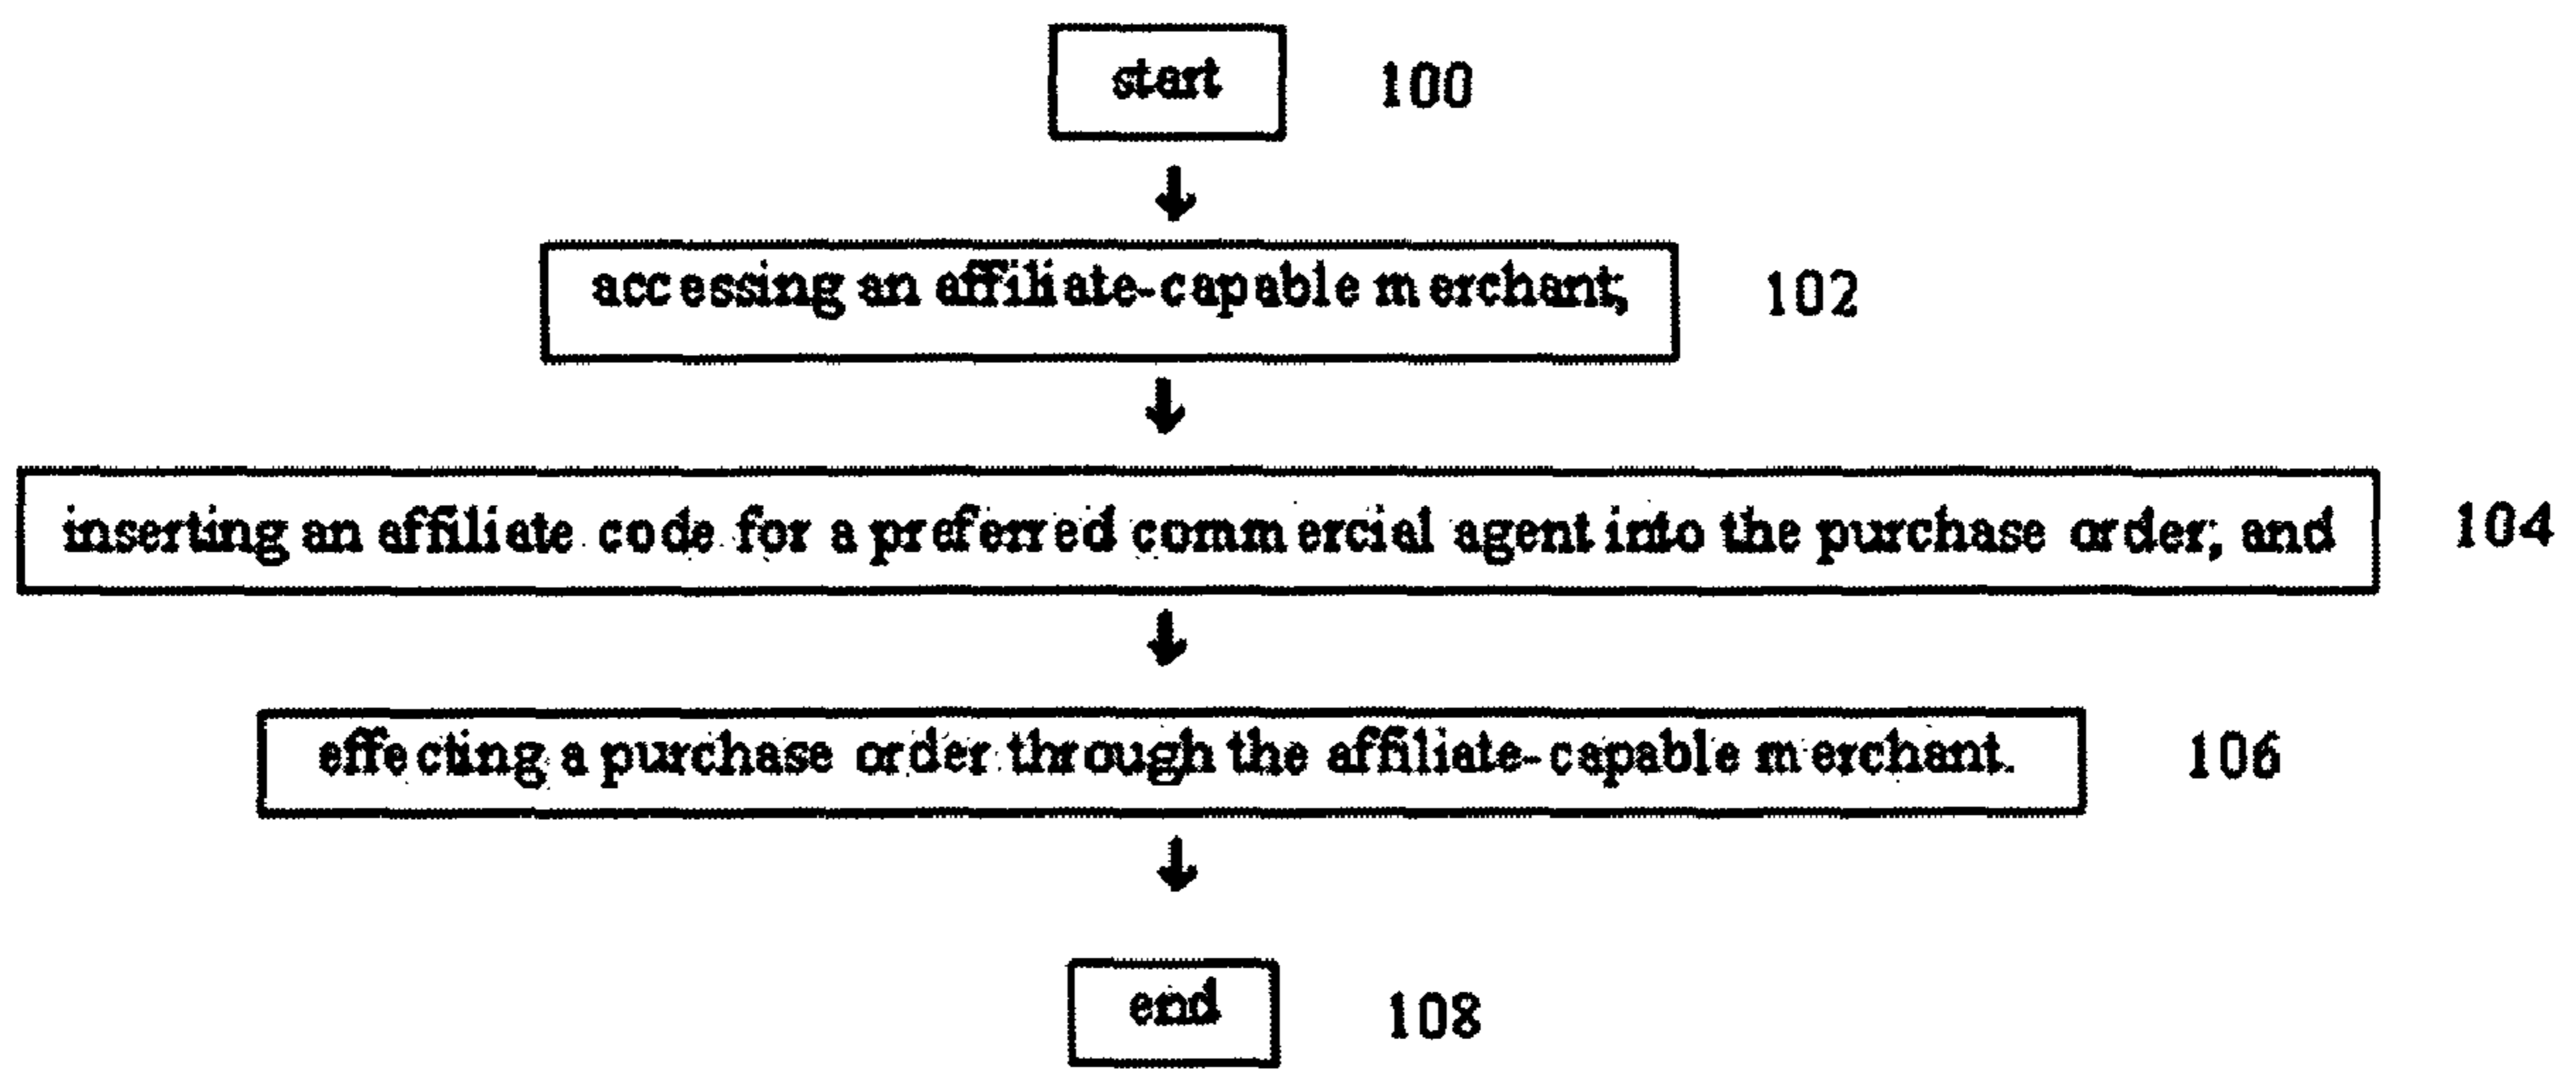 start 100
accessing an affiliate-capable merchant; 102
inserting an affiliate code for a preferred commercial agent into the purchase order; and 104
effecting a purchase order through the affiliate-capable merchant. 106
end 108